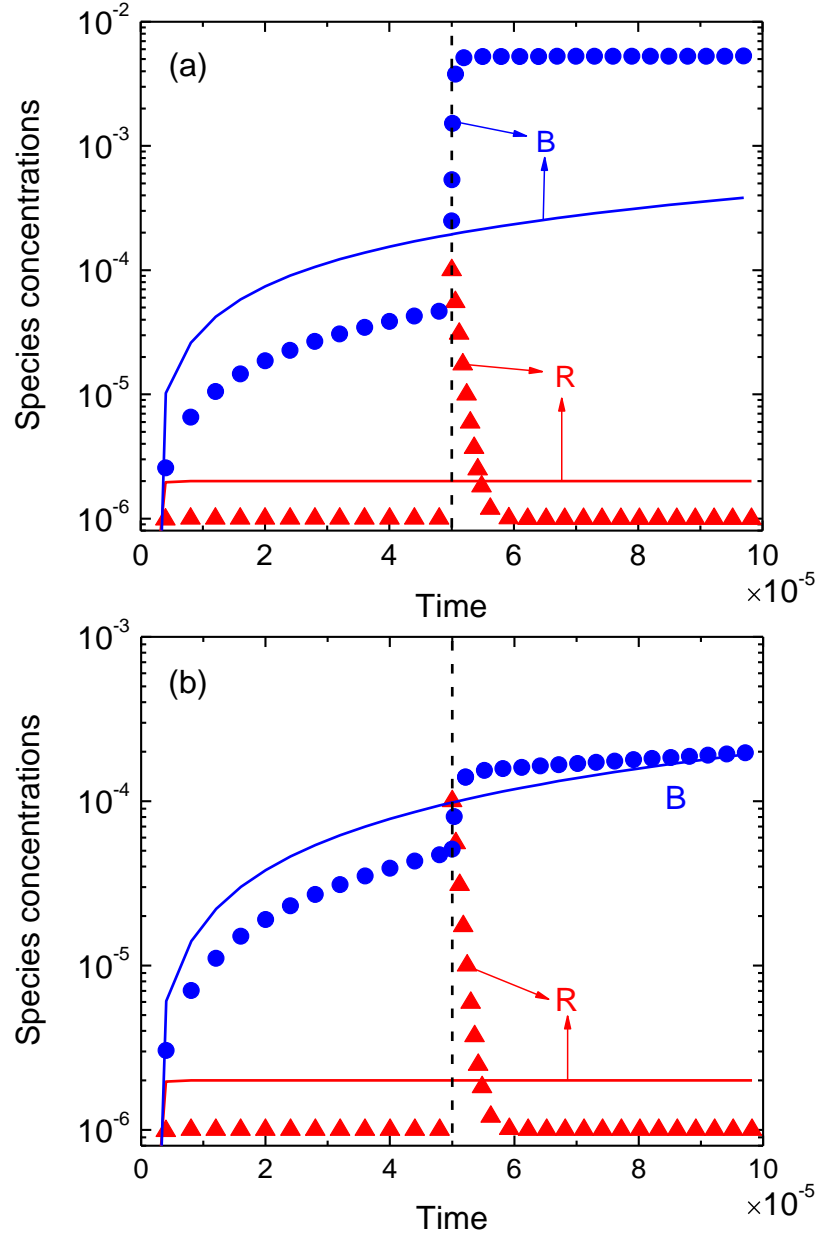 10⁻²
(a)
10⁻³
B
Species concentrations
10⁻⁴
10⁻⁵
R
10⁻⁶
0 2 4 6 8 10
Time
×10⁻⁵
10⁻³
(b)
10⁻⁴
B
Species concentrations
10⁻⁵
R
10⁻⁶
0 2 4 6 8 10
Time
×10⁻⁵